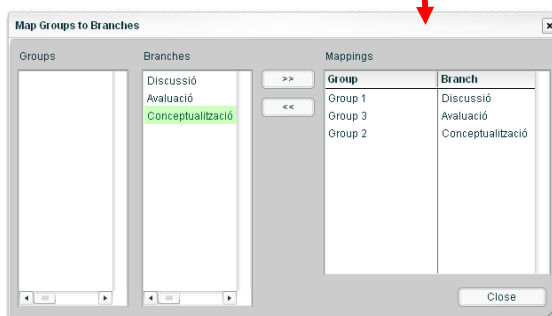 Map Groups to Branches
Groups
Branches
Mappings
Discussió
Avaluació
Conceptualització
>>
<<
Group Branch
Group 1 Discussió
Group 3 Avaluació
Group 2 Conceptualització
Close